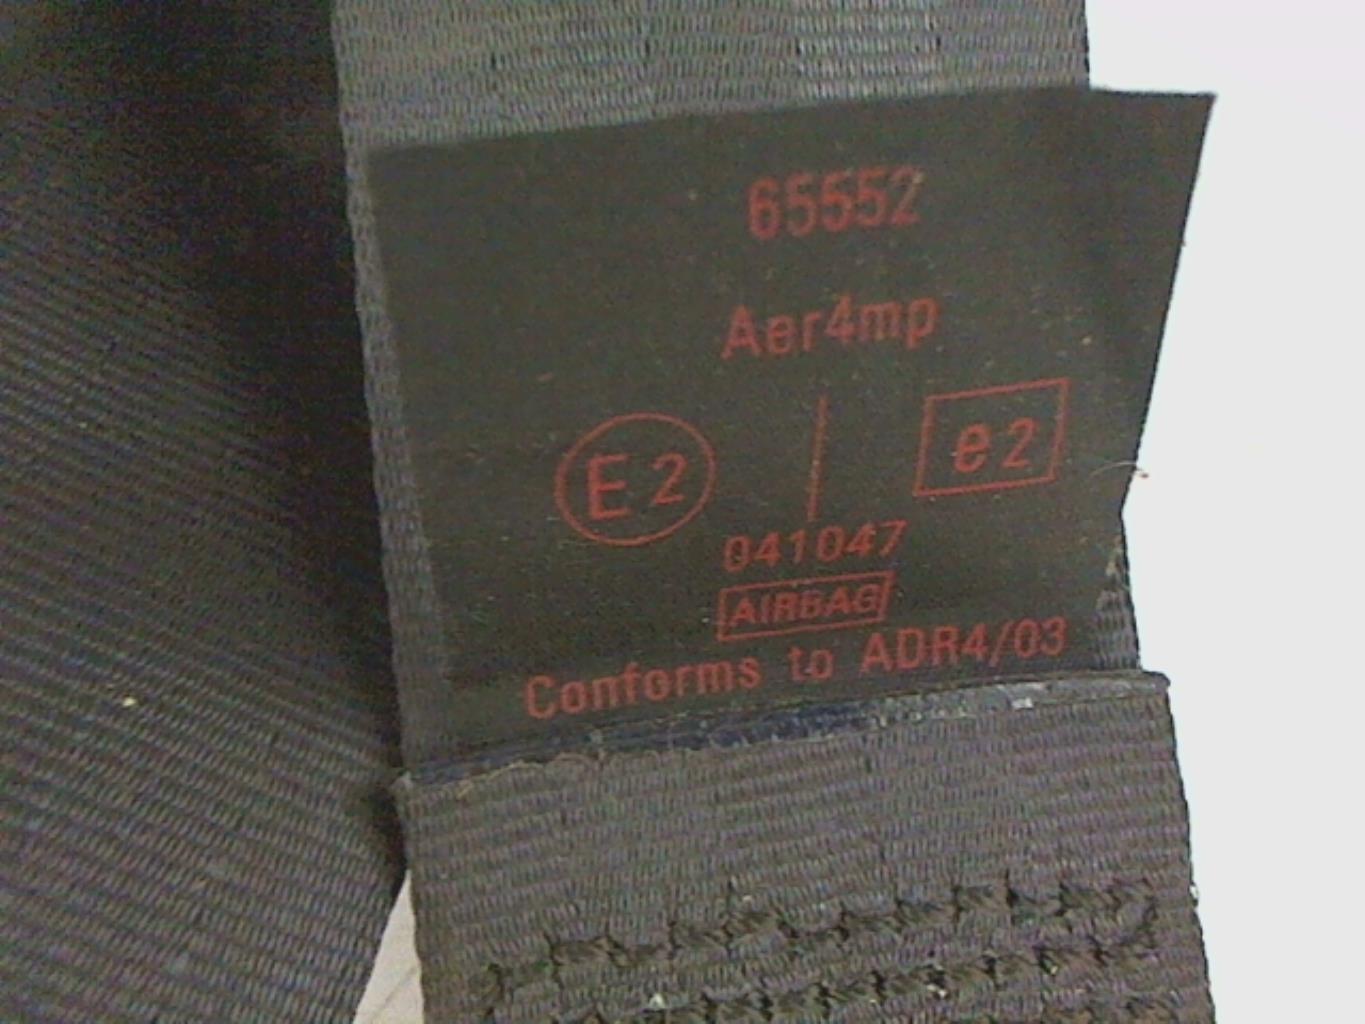 65552
Aer4mp
E2 e2
041047
AIRBAG
Conforms to ADR4/03